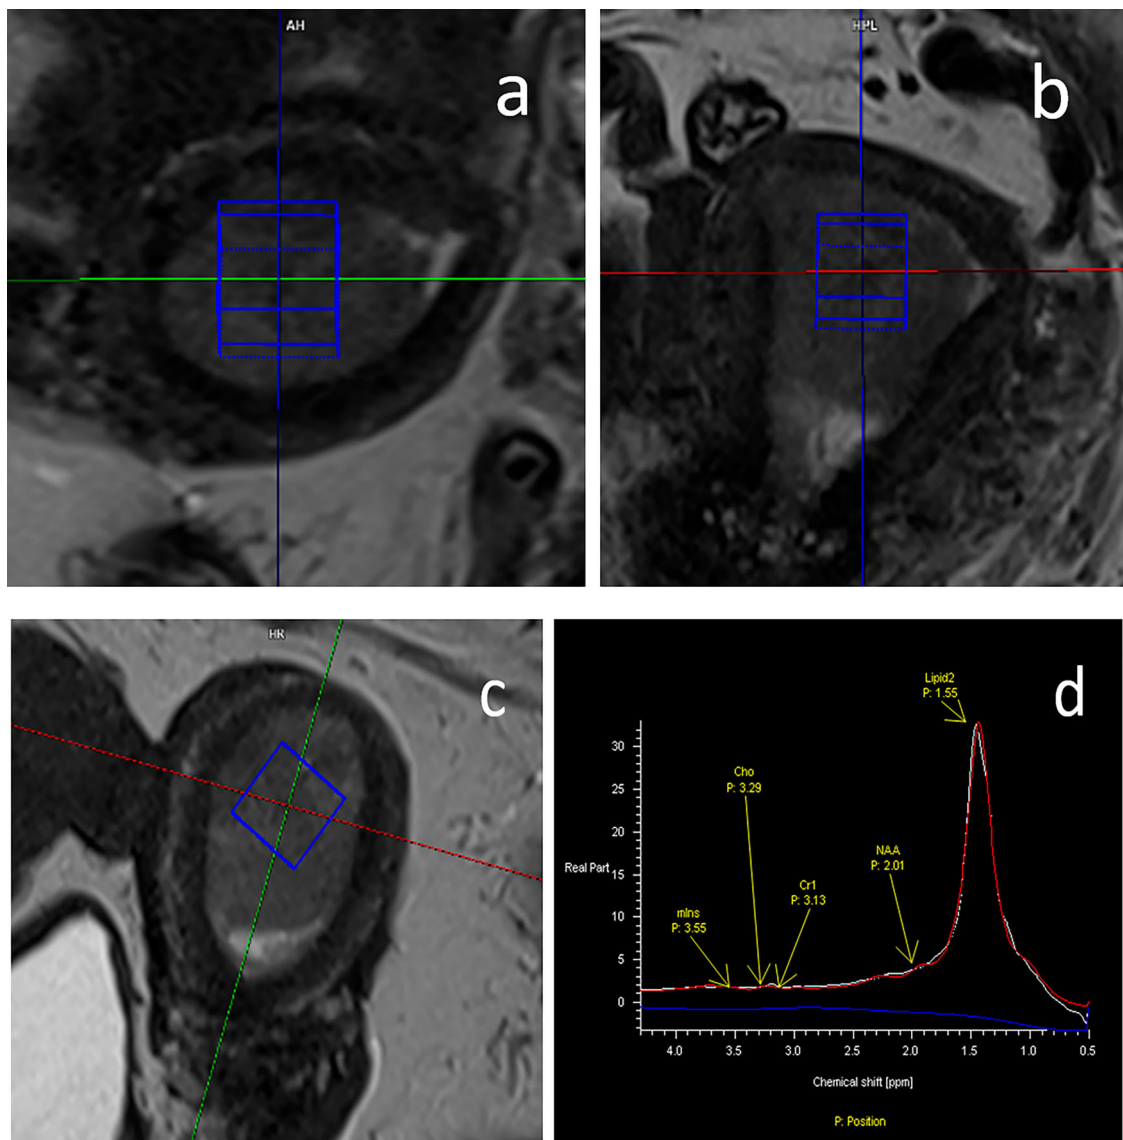 AH
a
HPL
b
HR
c
d
Lipid2
P: 1.55
Cho
P: 3.29
NAA
P: 2.01
Cr1
P: 3.13
mIns
P: 3.55
Real Part
30
25
20
15
10
5
0
4.0 3.5 3.0 2.5 2.0 1.5 1.0 0.5
Chemical shift [ppm]
P: Position